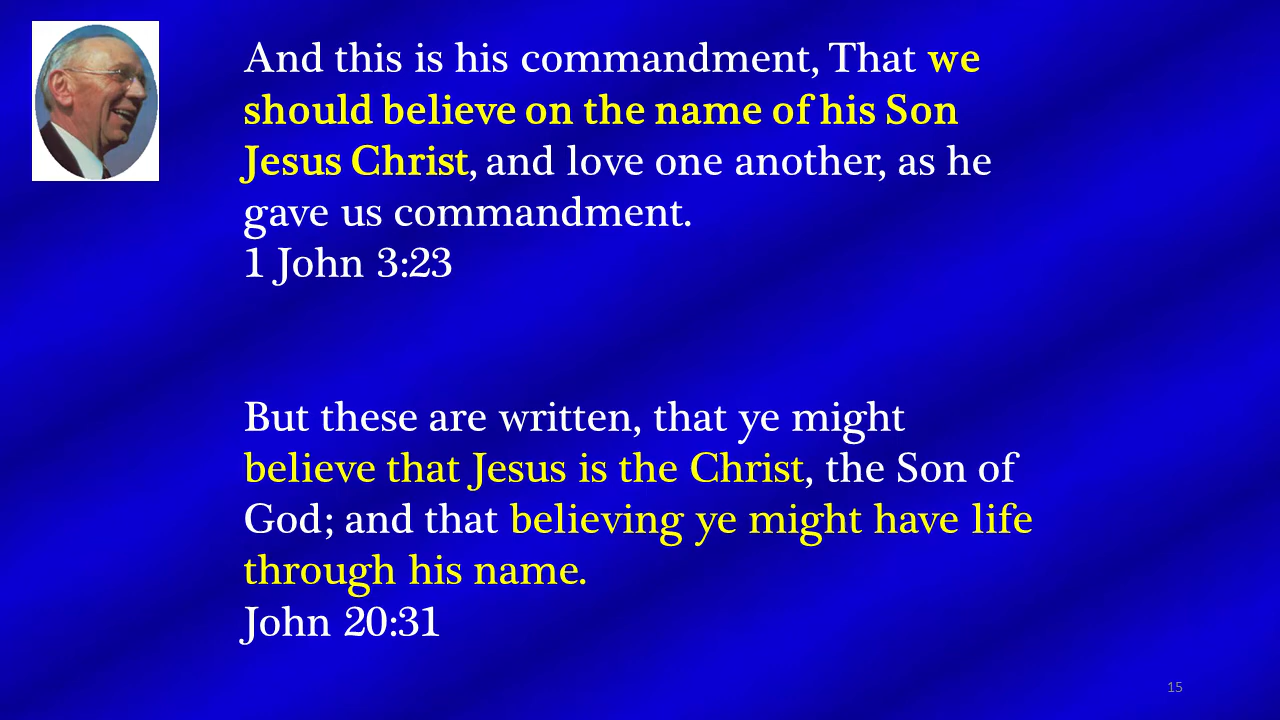 And this is his commandment, That we
should believe on the name of his Son
Jesus Christ, and love one another, as he
gave us commandment.
1 John 3:23
But these are written, that ye might
believe that Jesus is the Christ, the Son of
God; and that believing ye might have life
through his name.
John 20:31
15